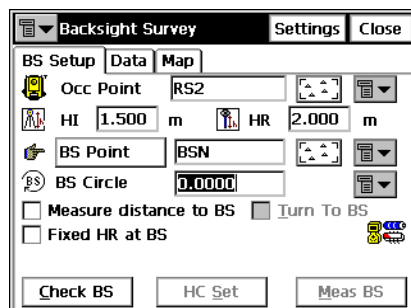 Backsight Survey Settings Close
BS Setup Data Map
Occ Point RS2
HI 1.500 m HR 2.000 m
BS Point BSN
BS BS Circle 0.0000
Measure distance to BS Turn To BS
Fixed HR at BS
Check BS HC Set Meas BS